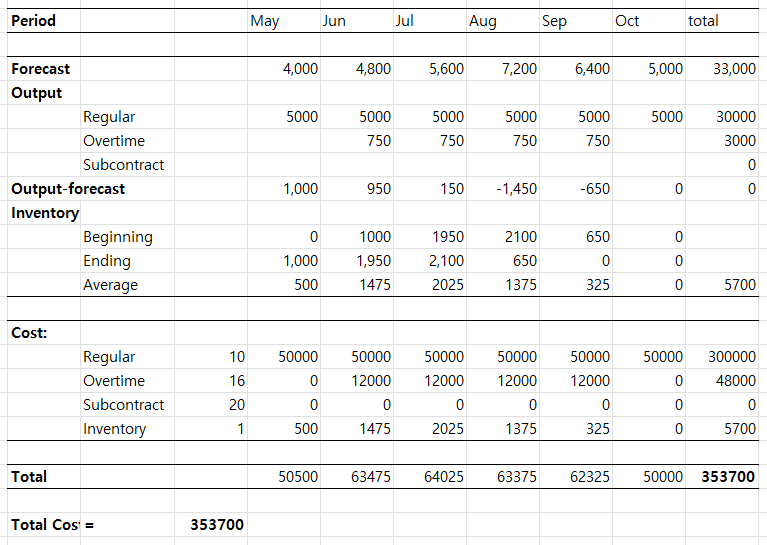 Period May Jun Jul Aug Sep Oct total
Forecast 4,000 4,800 5,600 7,200 6,400 5,000 33,000
Output
Regular 5000 5000 5000 5000 5000 5000 30000
Overtime 750 750 750 750 3000
Subcontract 0
Output-forecast 1,000 950 150 -1,450 -650 0 0
Inventory
Beginning 0 1000 1950 2100 650 0
Ending 1,000 1,950 2,100 650 0 0
Average 500 1475 2025 1375 325 0 5700
Cost:
Regular 10 50000 50000 50000 50000 50000 50000 300000
Overtime 16 0 12000 12000 12000 12000 0 48000
Subcontract 20 0 0 0 0 0 0 0
Inventory 1 500 1475 2025 1375 325 0 5700
Total 50500 63475 64025 63375 62325 50000 353700
Total Cos = 353700